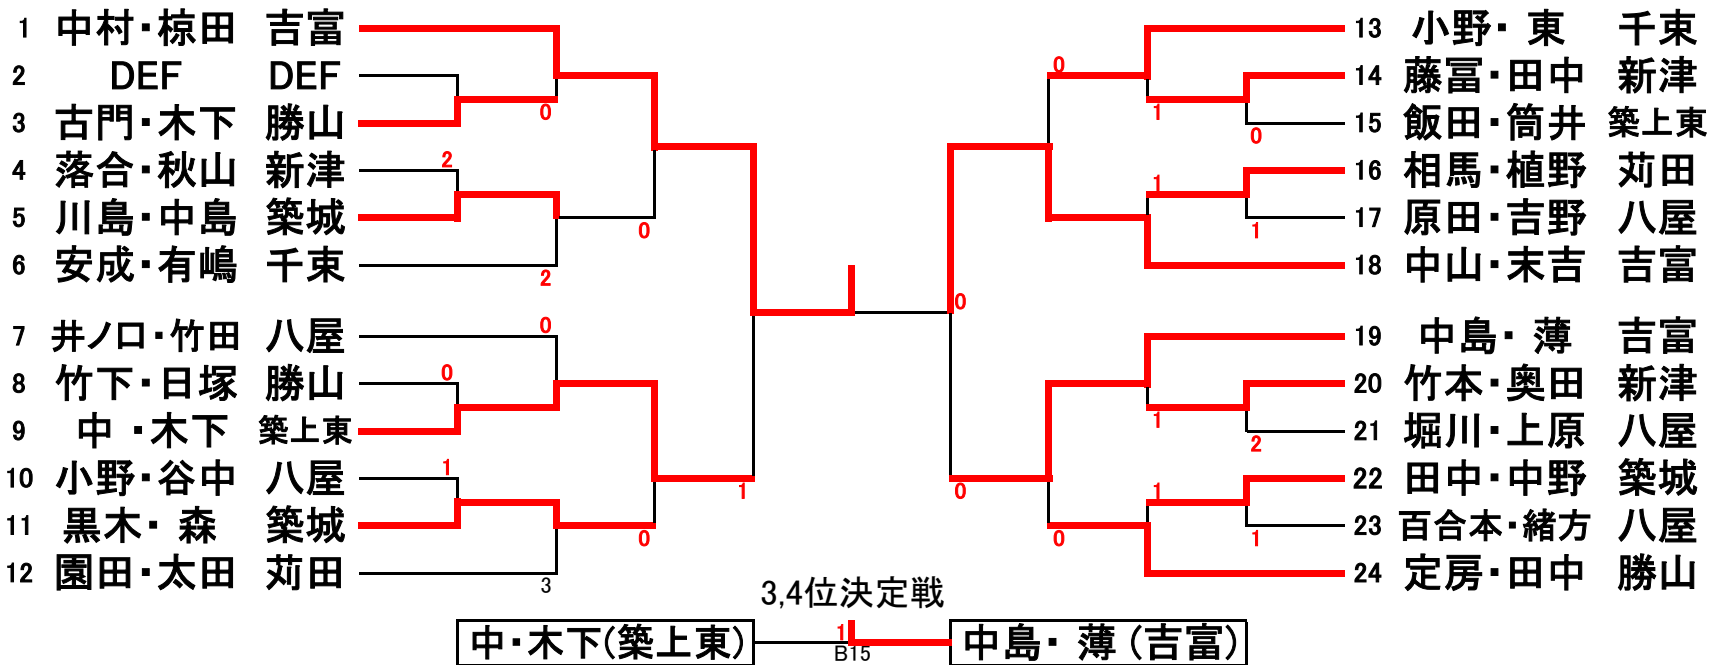 1 中村・椋田 吉富
2 DEF DEF
0
3 古門・木下 勝山
2
4 落合・秋山 新津
5 川島・中島 築城
0
6 安成・有嶋 千束
2
7 井ノ口・竹田 八屋
0
8 竹下・日塚 勝山
0
9 中 ・木下 築上東
10 小野・谷中 八屋
1
1
11 黒木・ 森 築城
0
12 園田・太田 苅田
3
13 小野・ 東 千束
0
14 藤冨・田中 新津
1
15 飯田・筒井 築上東
0
16 相馬・植野 苅田
1
17 原田・吉野 八屋
1
18 中山・末吉 吉富
0
19 中島・ 薄 吉富
20 竹本・奥田 新津
1
21 堀川・上原 八屋
2
22 田中・中野 築城
1
0
23 百合本・緒方 八屋
1
0
24 定房・田中 勝山
3,4位決定戦
中・木下(築上東) 1 中島・ 薄 (吉富)
B15